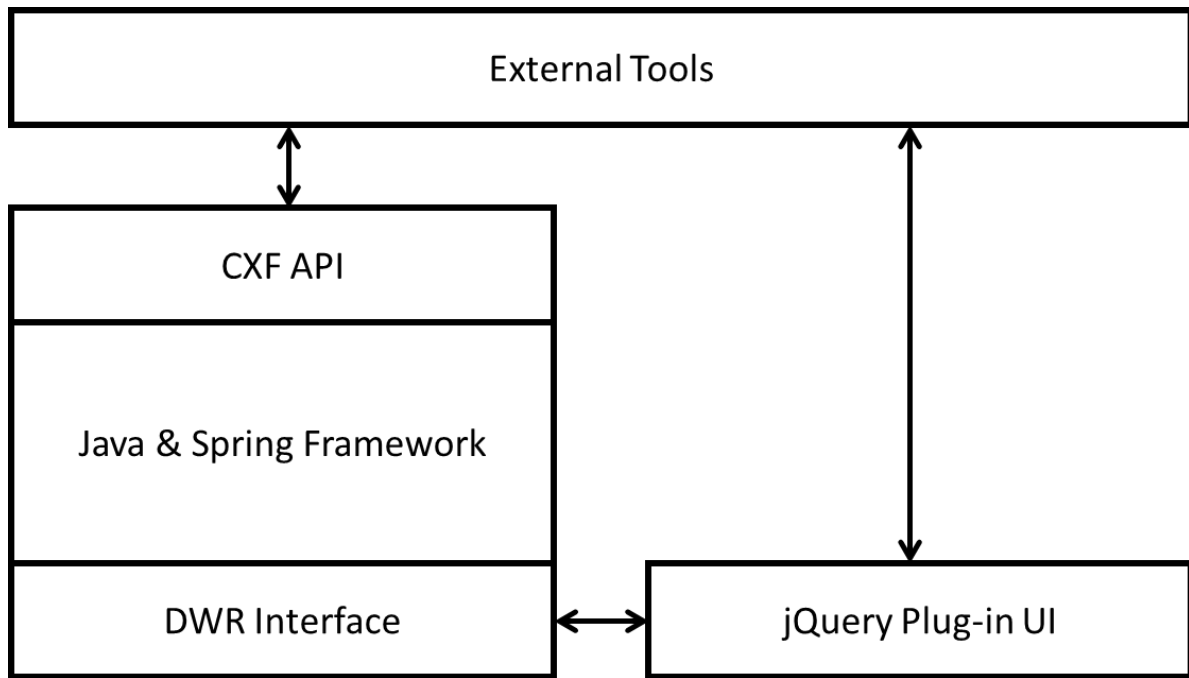 External Tools
CXF API
Java & Spring Framework
DWR Interface
jQuery Plug-in UI